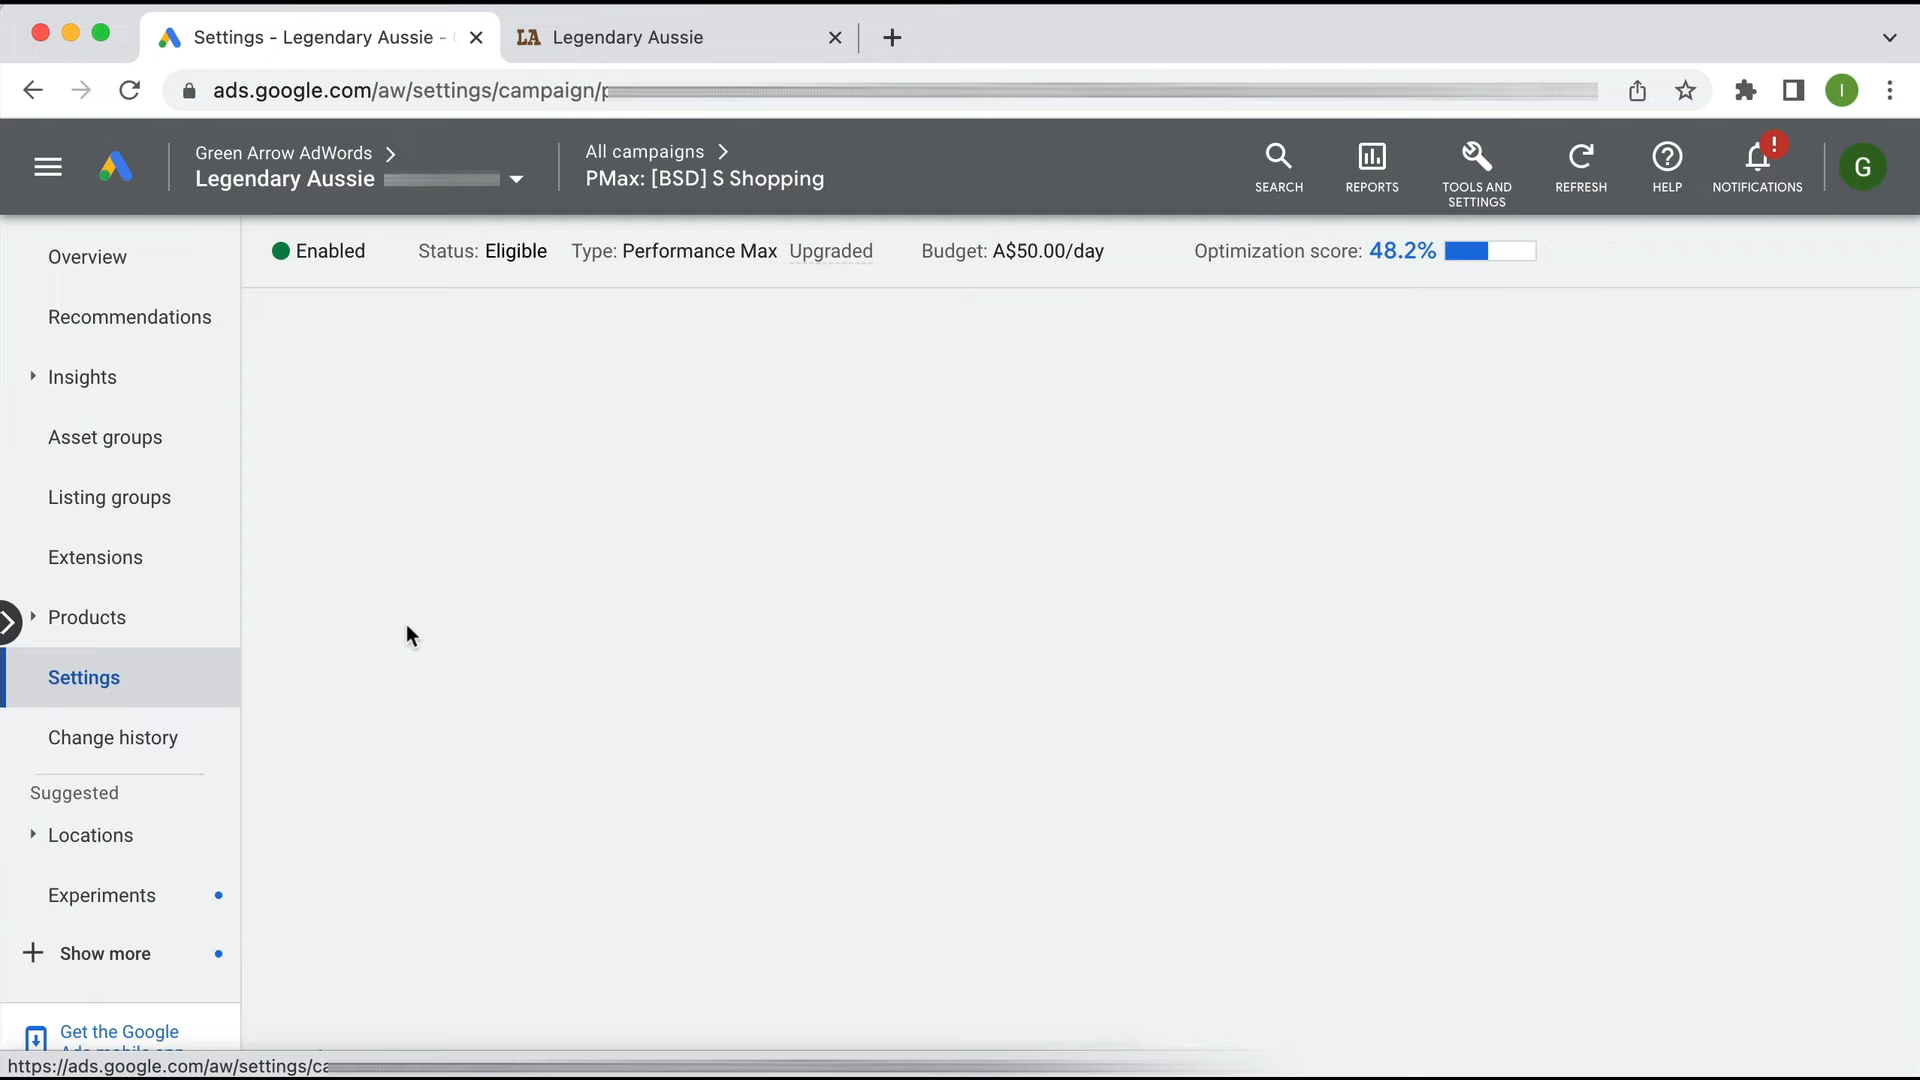 Settings - Legendary Aussie -
LA Legendary Aussie
ads.google.com/aw/settings/campaign/p
I
Green Arrow AdWords
Legendary Aussie
All campaigns
PMax: [BSD] S Shopping
SEARCH
REPORTS
TOOLS AND
SETTINGS
REFRESH
HELP
!
NOTIFICATIONS
G
Enabled
Status: Eligible
Type: Performance Max Upgraded
Budget: A$50.00/day
Optimization score: 48.2%
Overview
Recommendations
Insights
Asset groups
Listing groups
Extensions
Products
Settings
Change history
Suggested
Locations
Experiments
Show more
Get the Google
https://ads.google.com/aw/settings/ca